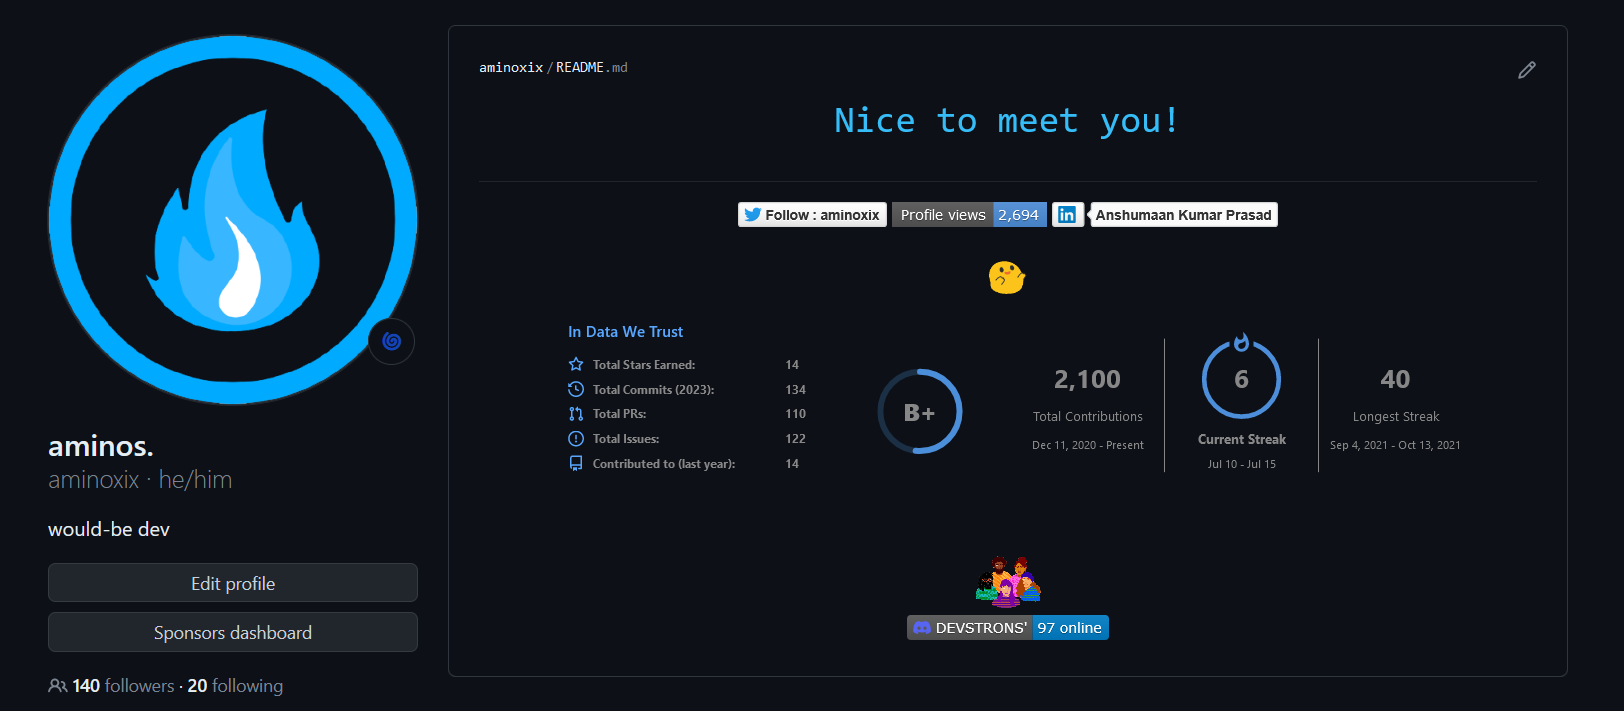 aminoxix/README.md
Nice to meet you!
Follow : aminoxix
Profile views 2,694
in Anshumaan Kumar Prasad
In Data We Trust
Total Stars Earned: 14
Total Commits (2023): 134
Total PRs: 110
Total Issues: 122
Contributed to (last year): 14
B+
2,100
Total Contributions
Dec 11, 2020 - Present
6
Current Streak
Jul 10 - Jul 15
40
Longest Streak
Sep 4, 2021 - Oct 13, 2021
DEVSTRONS' 97 online
aminos.
aminoxix · he/him
would-be dev
Edit profile
Sponsors dashboard
140 followers · 20 following